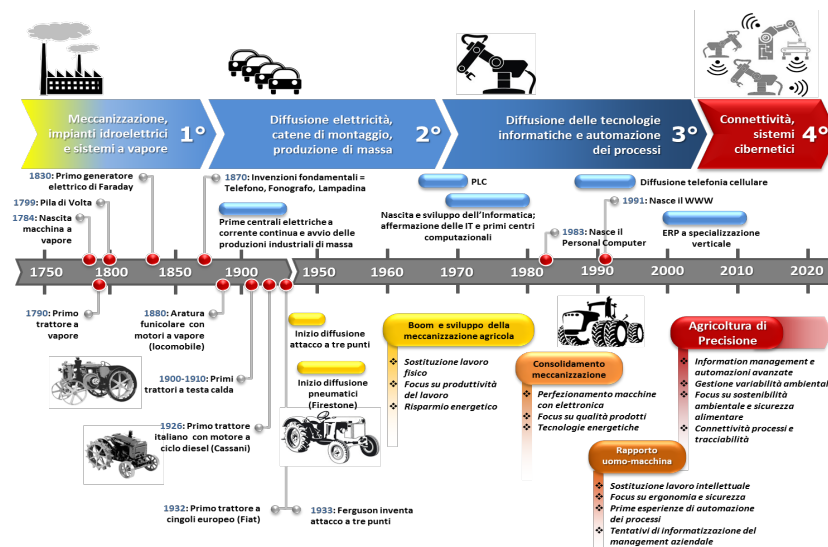 Meccanizzazione,
impianti idroelettrici
e sistemi a vapore
1°
Diffusione elettricità,
catene di montaggio,
produzione di massa
2°
Diffusione delle tecnologie
informatiche e automazione
dei processi
3°
Connettività,
sistemi
cibernetici
4°
1830: Primo generatore
elettrico di Faraday
1799: Pila di Volta
1784: Nascita
macchina a
vapore
1870: Invenzioni fondamentali =
Telefono, Fonografo, Lampadina
Prime centrali elettriche a
corrente continua e avvio delle
produzioni industriali di massa
PLC
Nascita e sviluppo dell'Informatica;
affermazione delle IT e primi centri
computazionali
Diffusione telefonia cellulare
1991: Nasce il WWW
1983: Nasce il
Personal Computer
ERP a specializzazione
verticale
1750 1800 1850 1900 1950 1960 1970 1980 1990 2000 2010 2020
1790: Primo
trattore a
vapore
1880: Aratura
funicolare con
motori a vapore
(locomobile)
1900-1910: Primi
trattori a testa calda
1926: Primo trattore
italiano con motore a
ciclo diesel (Cassani)
1932: Primo trattore a
cingoli europeo (Fiat)
1933: Ferguson inventa
attacco a tre punti
Inizio diffusione
attacco a tre punti
Inizio diffusione
pneumatici
(Firestone)
Boom e sviluppo della
meccanizzazione agricola
❖ Sostituzione lavoro
fisico
❖ Focus su produttività
del lavoro
❖ Risparmio energetico
Consolidamento
meccanizzazione
❖ Perfezionamento macchine
con elettronica
❖ Focus su qualità prodotti
❖ Tecnologie energetiche
Rapporto
uomo-macchina
❖ Sostituzione lavoro intellettuale
❖ Focus su ergonomia e sicurezza
❖ Prime esperienze di automazione
dei processi
❖ Tentativi di informatizzazione del
management aziendale
Agricoltura di
Precisione
❖ Information management e
automazioni avanzate
❖ Gestione variabilità ambientali
❖ Focus su sostenibilità
ambientale e sicurezza
alimentare
❖ Connettività processi e
tracciabilità